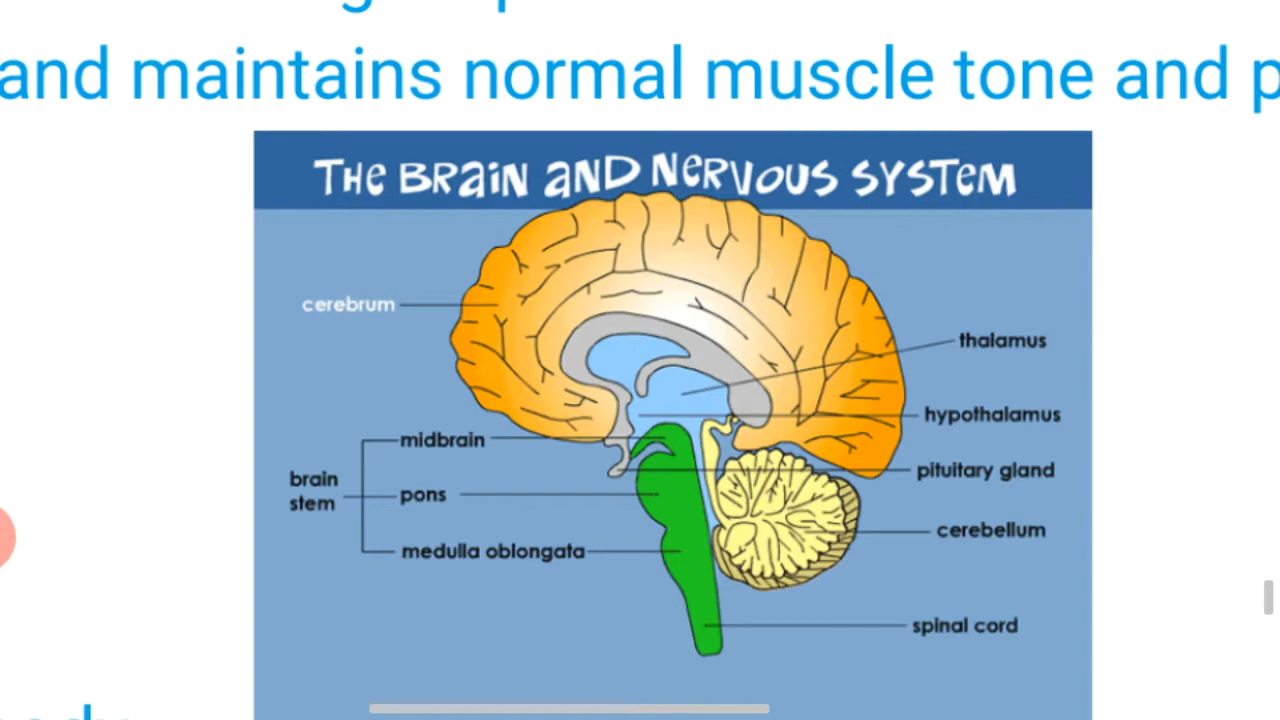 and maintains normal muscle tone and p
THE BRAIN AND NERVOUS SYSTEM
cerebrum
thalamus
hypothalamus
midbrain
brain
stem
pons
pituitary gland
medulla oblongata
cerebellum
spinal cord